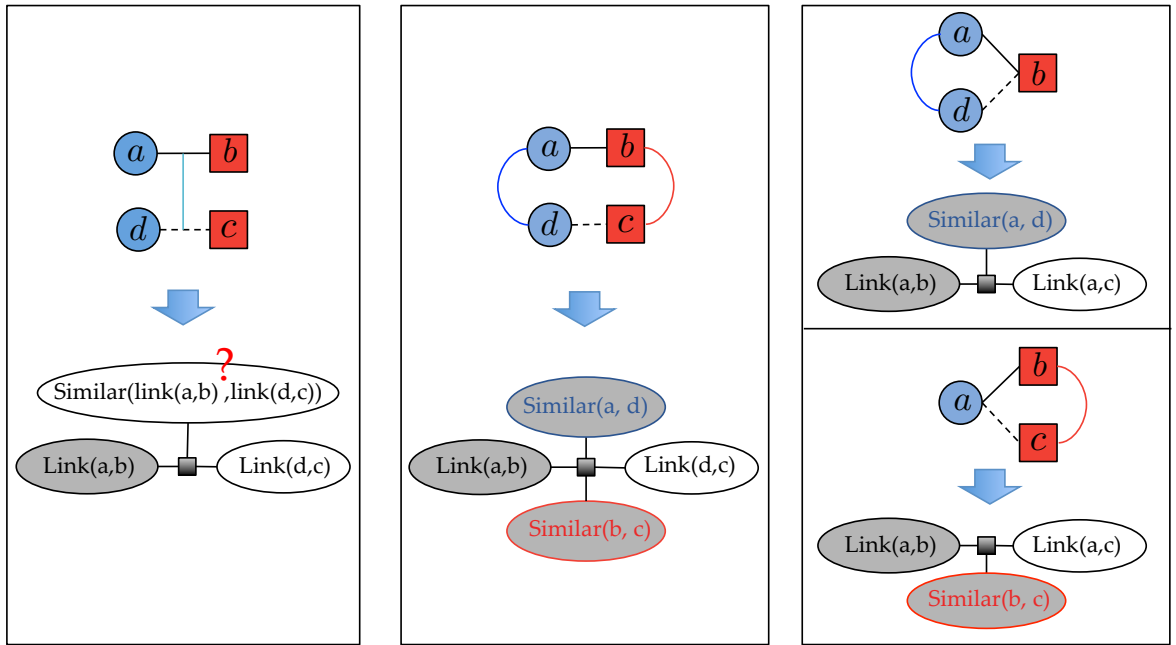 a b
d c
?
Similar(link(a,b) ,link(d,c))
Link(a,b) Link(d,c)
a b
d c
Similar(a, d)
Link(a,b) Link(d,c)
Similar(b, c)
a
b
d
Similar(a, d)
Link(a,b) Link(a,c)
b
a
c
Link(a,b) Link(a,c)
Similar(b, c)